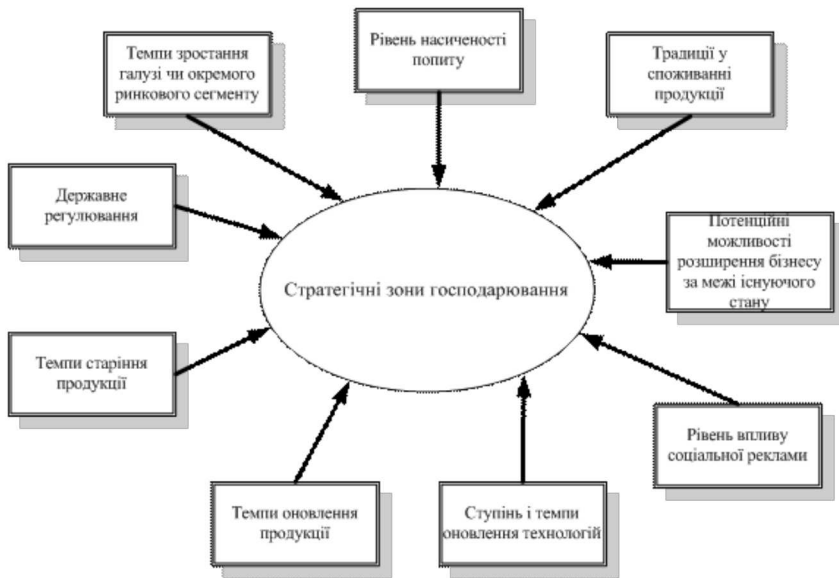 Темпи зростання
галузі чи окремого
ринкового сегменту
Рівень насиченості
попиту
Традиції у
споживанні
продукції
Державне
регулювання
Потенційні
можливості
розширення бізнесу
за межі існуючого
стану
Стратегічні зони господарювання
Темпи старіння
продукції
Рівень впливу
соціальної реклами
Темпи оновлення
продукції
Ступінь і темпи
оновлення технологій